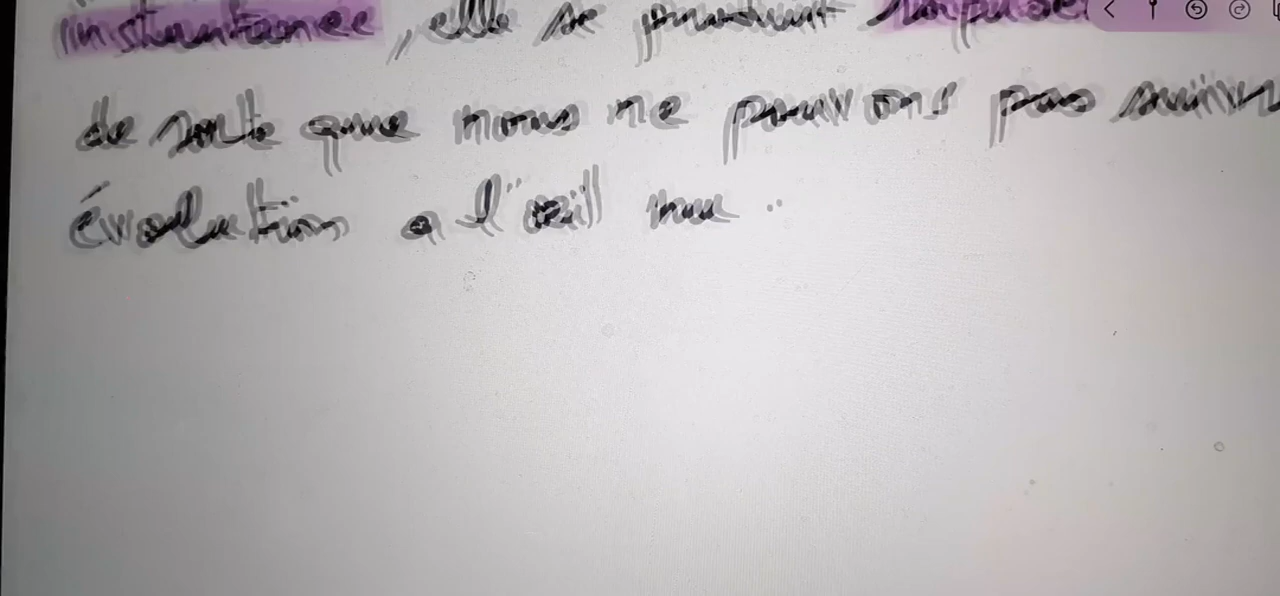 instantanée, elle se produit
de sorte que nous ne pouvons pas
évolution a l'œil nu.